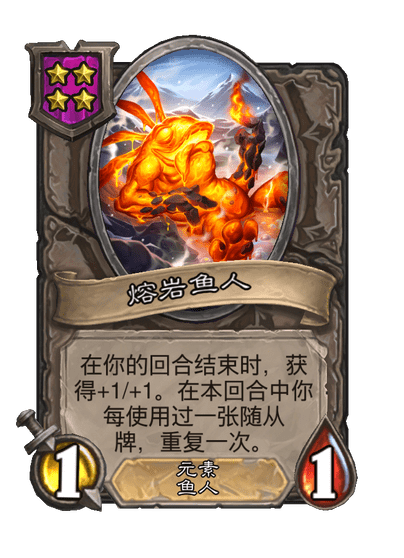 熔岩鱼人
在你的回合结束时，获
得+1/+1。在本回合中你
每使用过一张随从
牌，重复一次。
元素
鱼人
1
1